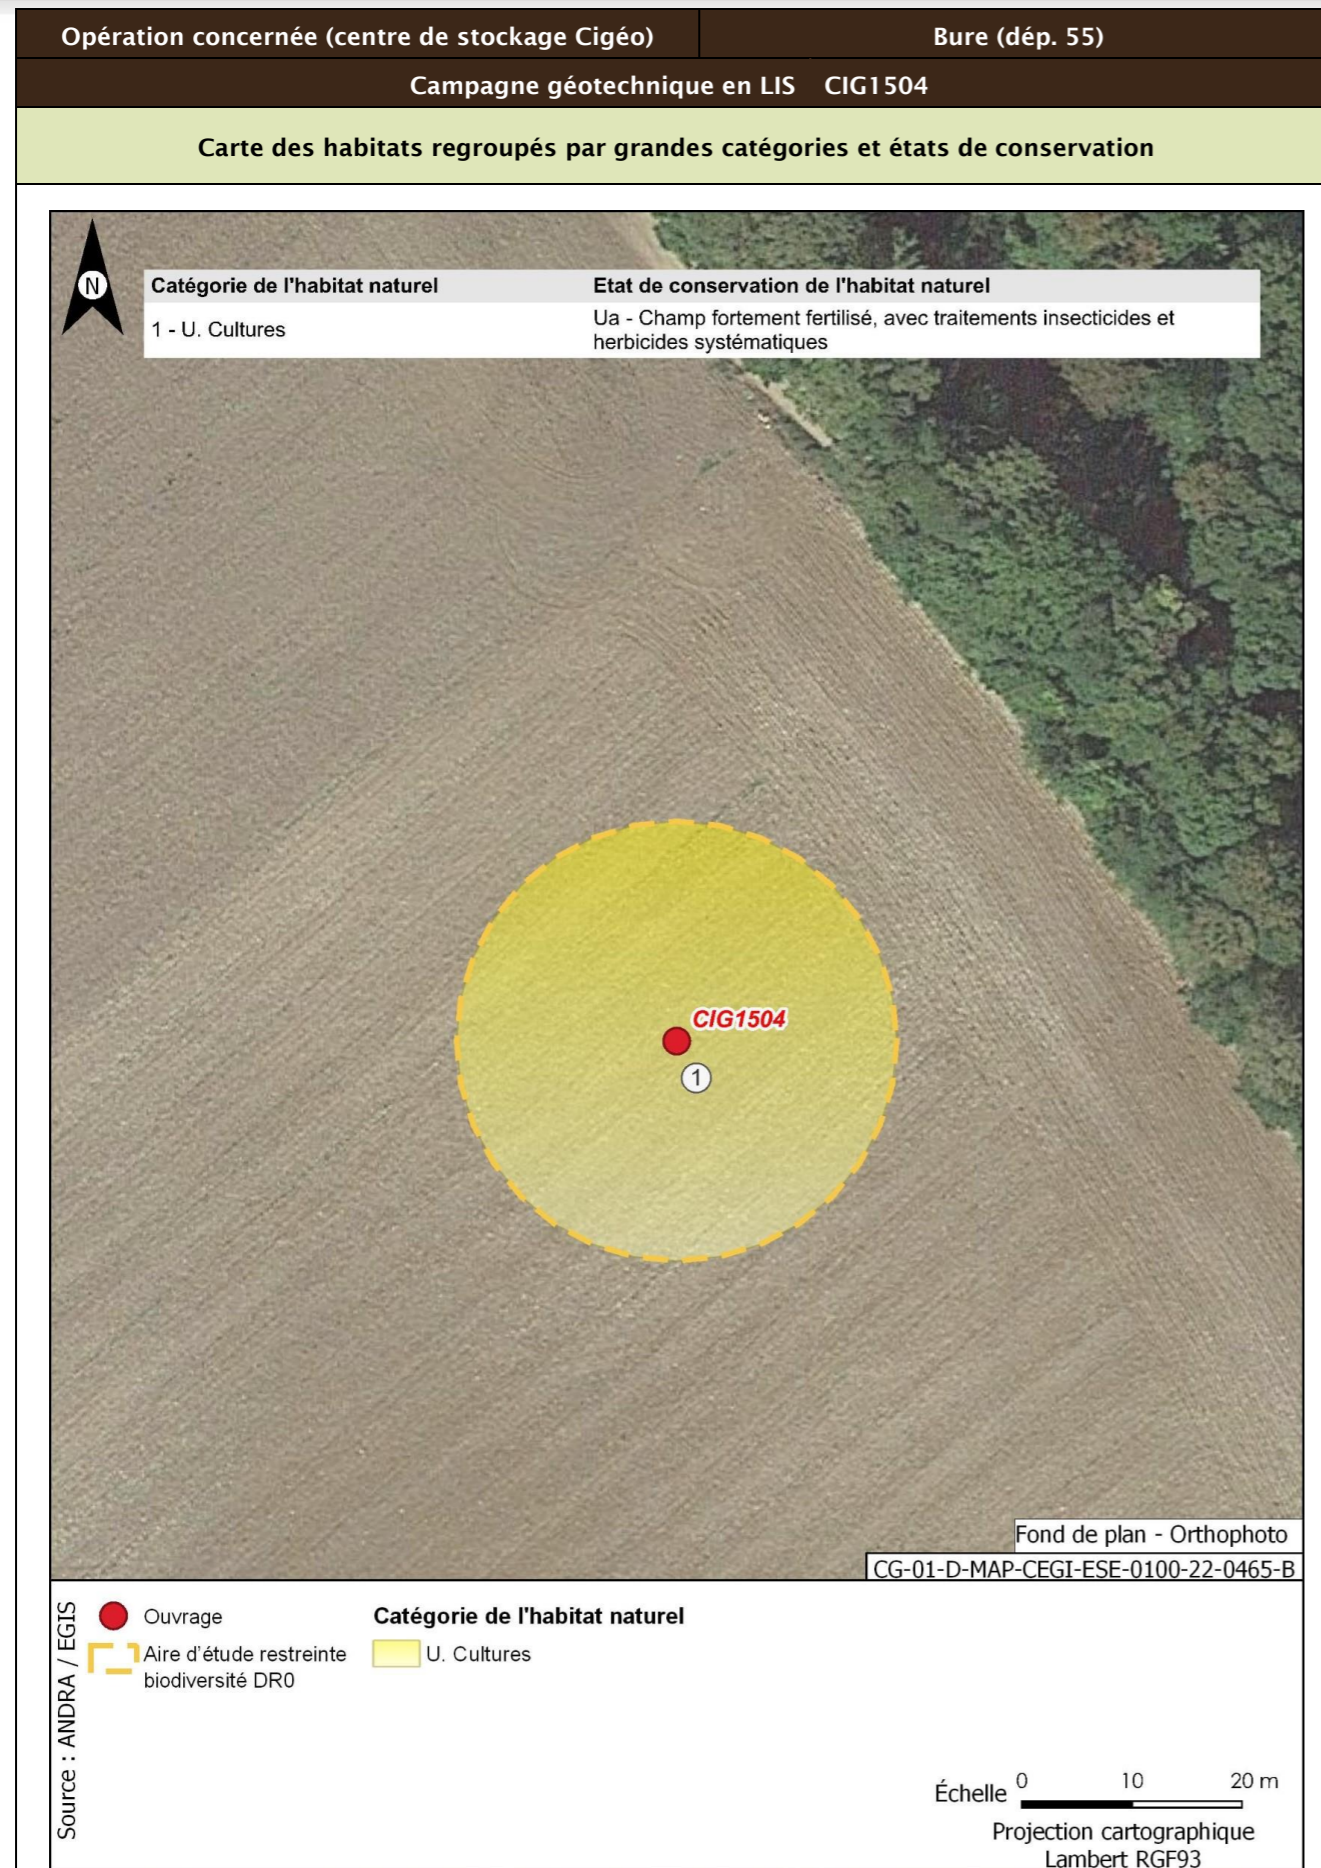 Opération concernée (centre de stockage Cigéo) Bure (dép. 55)
Campagne géotechnique en LIS CIG1504
Carte des habitats regroupés par grandes catégories et états de conservation
N
Catégorie de l'habitat naturel Etat de conservation de l'habitat naturel
1 - U. Cultures Ua - Champ fortement fertilisé, avec traitements insecticides et
herbicides systématiques
CIG1504
1
Fond de plan - Orthophoto
CG-01-D-MAP-CEGI-ESE-0100-22-0465-B
Source : ANDRA / EGIS
Ouvrage
Aire d'étude restreinte
biodiversité DR0
Catégorie de l'habitat naturel
U. Cultures
Échelle 0 10 20 m
Projection cartographique
Lambert RGF93